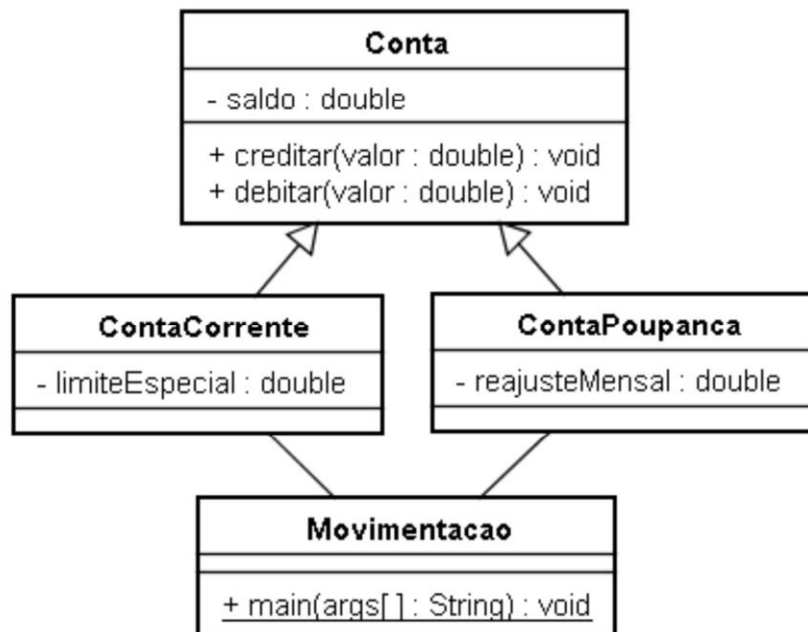 Conta
- saldo : double
+ creditar(valor : double) : void
+ debitar(valor : double) : void
ContaCorrente
- limiteEspecial : double
ContaPoupanca
- reajusteMensal : double
Movimentacao
+ main(args[ ] : String) : void